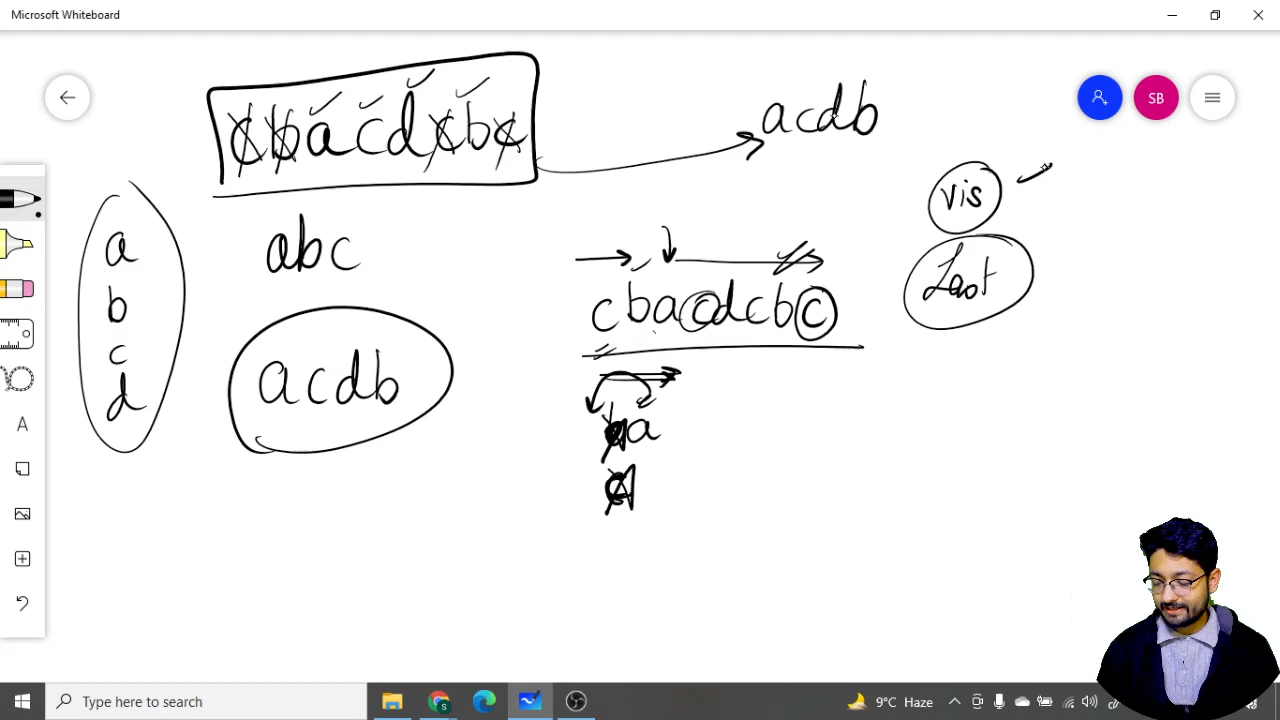 Microsoft Whiteboard
cbacdcbc
acdb
SB
vis
Last
a
b
c
d
abc
acdb
cbacdcbc
a
c
A
Type here to search
9°C Haze